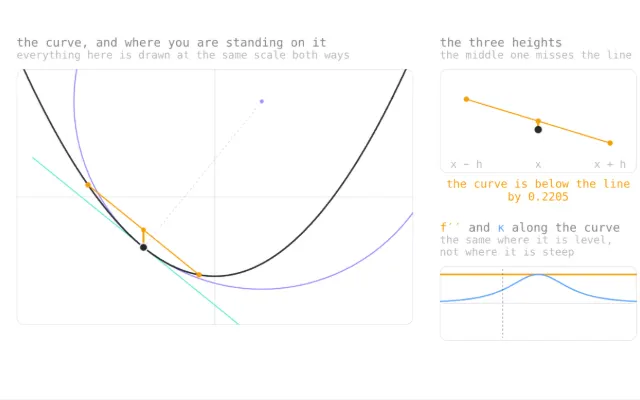 the curve, and where you are standing on it
everything here is drawn at the same scale both ways
the three heights
the middle one misses the line
x − h
x
x + h
the curve is below the line
by 0.2205
f′′ and κ along the curve
the same where it is level,
not where it is steep